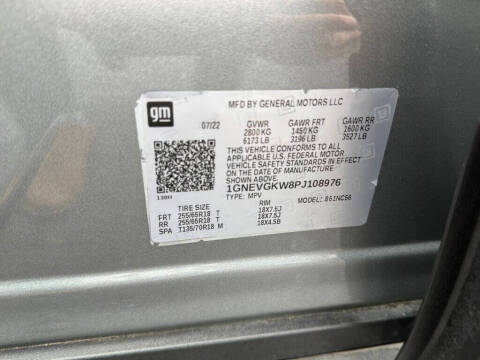 gm
MFD BY GENERAL MOTORS LLC
07/22 GVWR GAWR FRT GAWR RR
2800 KG 1450 KG 1600 KG
6173 LB 3196 LB 3527 LB
THIS VEHICLE CONFORMS TO ALL
APPLICABLE U.S. FEDERAL MOTOR
VEHICLE SAFETY STANDARDS IN
EFFECT ON THE DATE OF MANUFACTURE
SHOWN ABOVE.
1GNEVGKW8PJ108976
TYPE: MPV MODEL: 861NC56
TIRE SIZE RIM
FRT 255/65R18 T 18X7.5J
RR 255/65R18 T 18X7.5J
SPA T135/70R18 M 18X4.5B